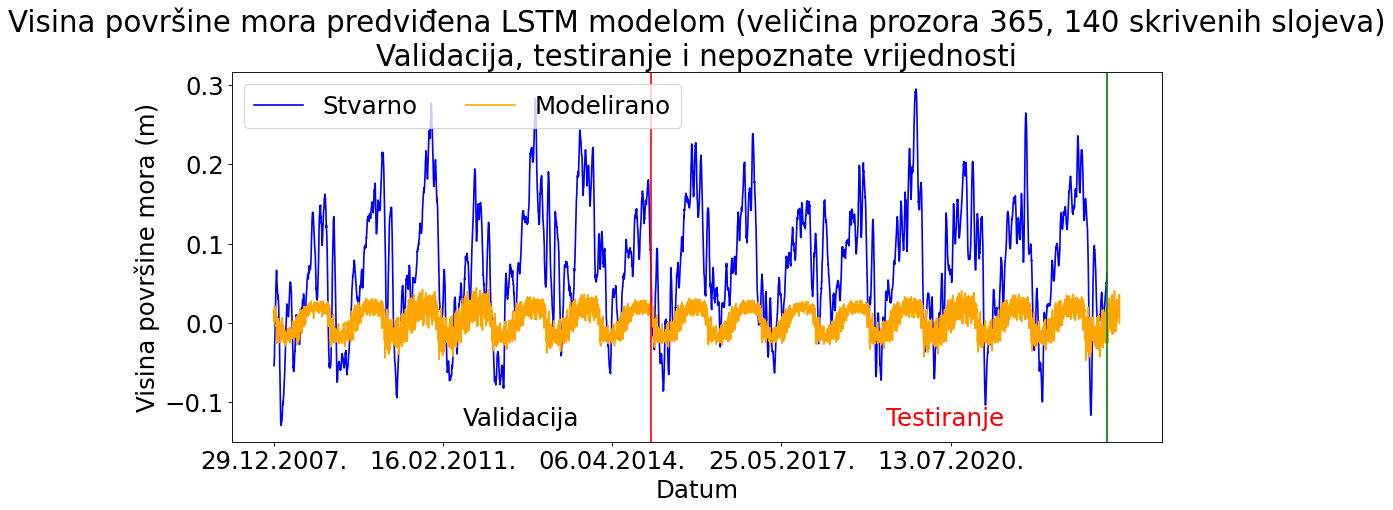 Visina površine mora predviđena LSTM modelom (veličina prozora 365, 140 skrivenih slojeva)
Validacija, testiranje i nepoznate vrijednosti
Stvarno Modelirano
Visina površine mora (m)
0.3
0.2
0.1
0.0
−0.1
Validacija Testiranje
29.12.2007. 16.02.2011. 06.04.2014. 25.05.2017. 13.07.2020.
Datum